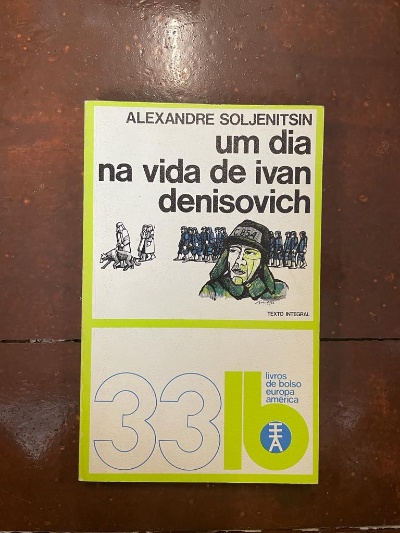 ALEXANDRE SOLJENITSIN
um dia
na vida de ivan
denisovich
TEXTO INTEGRAL
33 lb
livros
de bolso
europa
américa